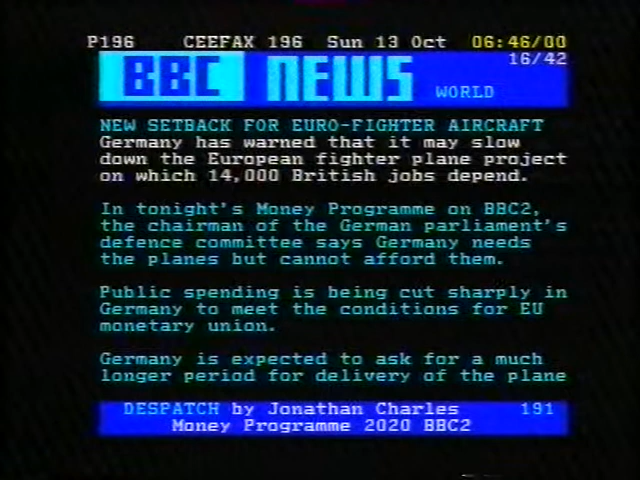 P196 CEEFAX 196 Sun 13 Oct 06:46/00
16/42
BBC NEWS WORLD
NEW SETBACK FOR EURO-FIGHTER AIRCRAFT
Germany has warned that it may slow
down the European fighter plane project
on which 14,000 British jobs depend.
In tonight's Money Programme on BBC2,
the chairman of the German parliament's
defence committee says Germany needs
the planes but cannot afford them.
Public spending is being cut sharply in
Germany to meet the conditions for EU
monetary union.
Germany is expected to ask for a much
longer period for delivery of the plane
DESPATCH by Jonathan Charles 191
Money Programme 2020 BBC2